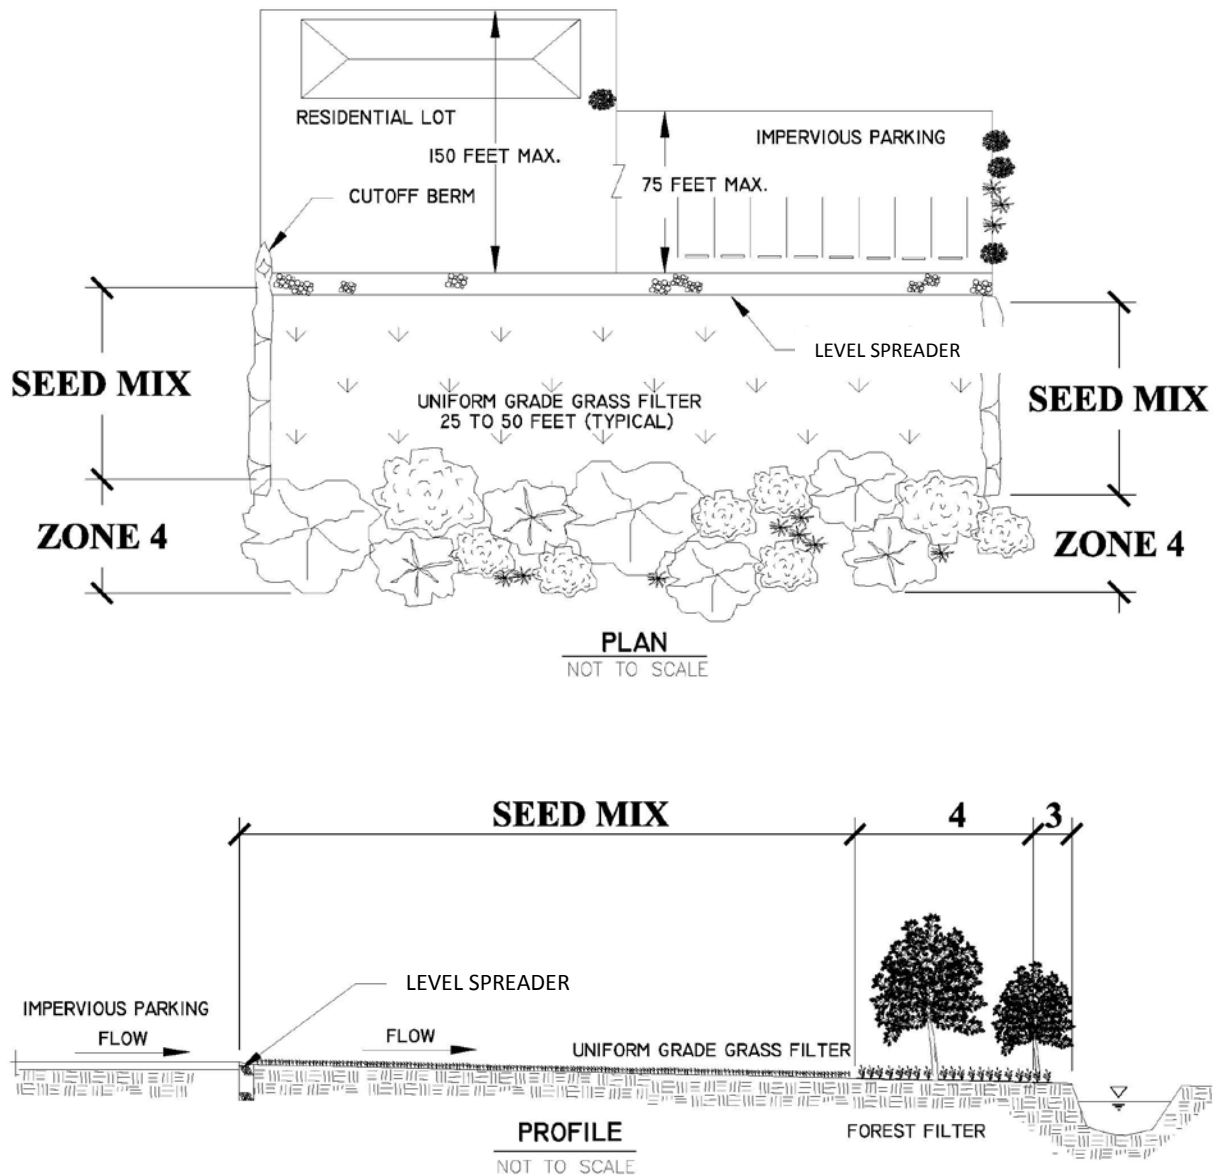 RESIDENTIAL LOT
150 FEET MAX.
IMPERVIOUS PARKING
75 FEET MAX.
CUTOFF BERM
LEVEL SPREADER
SEED MIX
SEED MIX
UNIFORM GRADE GRASS FILTER
25 TO 50 FEET (TYPICAL)
ZONE 4
ZONE 4
PLAN
NOT TO SCALE
SEED MIX
4
3
LEVEL SPREADER
IMPERVIOUS PARKING
FLOW
FLOW
UNIFORM GRADE GRASS FILTER
FOREST FILTER
PROFILE
NOT TO SCALE